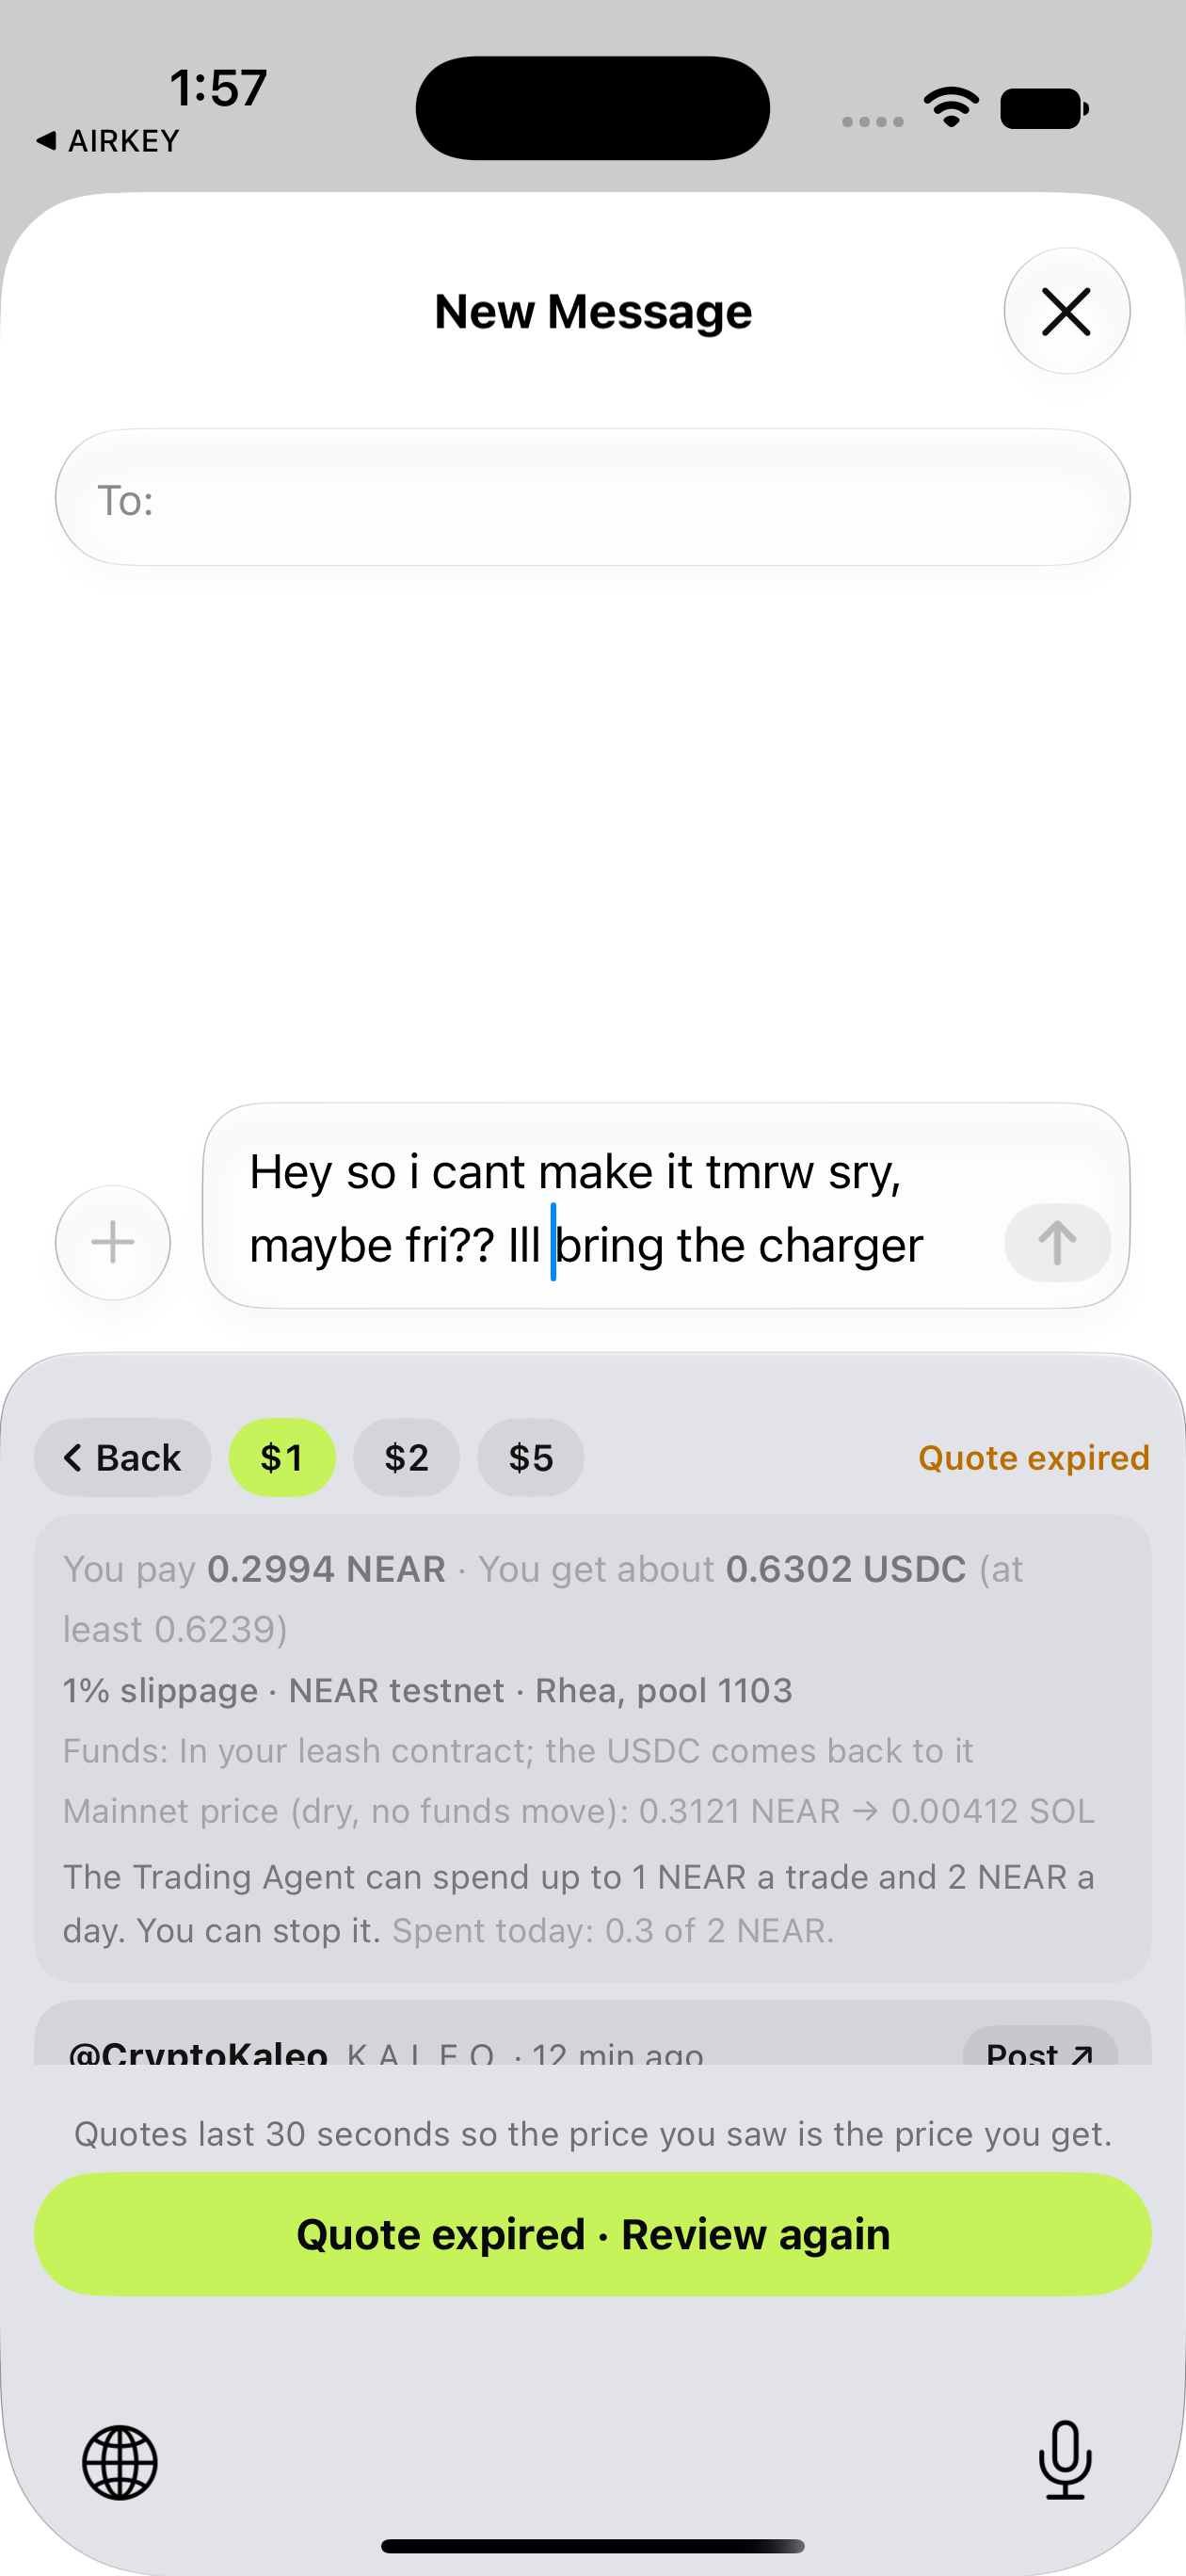 1:57
AIRKEY
New Message
To:
Hey so i cant make it tmrw sry,
maybe fri?? Ill bring the charger
Back $1 $2 $5 Quote expired
You pay 0.2994 NEAR · You get about 0.6302 USDC (at
least 0.6239)
1% slippage · NEAR testnet · Rhea, pool 1103
Funds: In your leash contract; the USDC comes back to it
Mainnet price (dry, no funds move): 0.3121 NEAR → 0.00412 SOL
The Trading Agent can spend up to 1 NEAR a trade and 2 NEAR a
day. You can stop it. Spent today: 0.3 of 2 NEAR.
@CryptoKaleo K A L E O · 12 min ago Post ↗
Quotes last 30 seconds so the price you saw is the price you get.
Quote expired · Review again